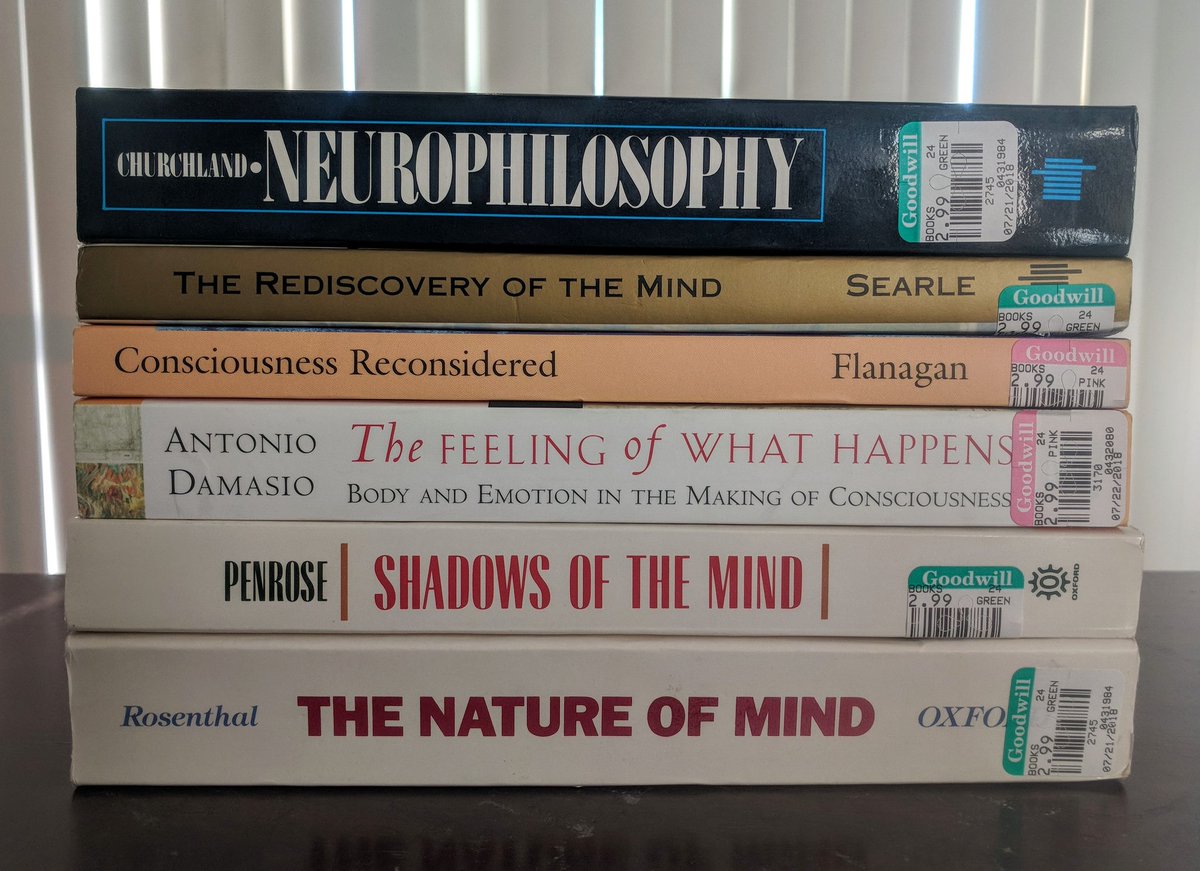 CHURCHLAND • NEUROPHILOSOPHY
Goodwill
BOOKS 24
2.99 GREEN
2745 0431984
07/21/2018
THE REDISCOVERY OF THE MIND SEARLE
Goodwill
BOOKS 24
2.99 GREEN
Consciousness Reconsidered Flanagan
Goodwill
BOOKS 24
2.99 PINK
ANTONIO
DAMASIO
The FEELING of WHAT HAPPENS
BODY AND EMOTION IN THE MAKING OF CONSCIOUSNESS
Goodwill
BOOKS 24
2.99 PINK
3170 0432080
07/22/2018
PENROSE SHADOWS OF THE MIND
Goodwill
BOOKS 24
2.99 GREEN
OXFORD
Rosenthal THE NATURE OF MIND OXFO
Goodwill
BOOKS 24
2.99 GREEN
2745 0431984
07/21/2018